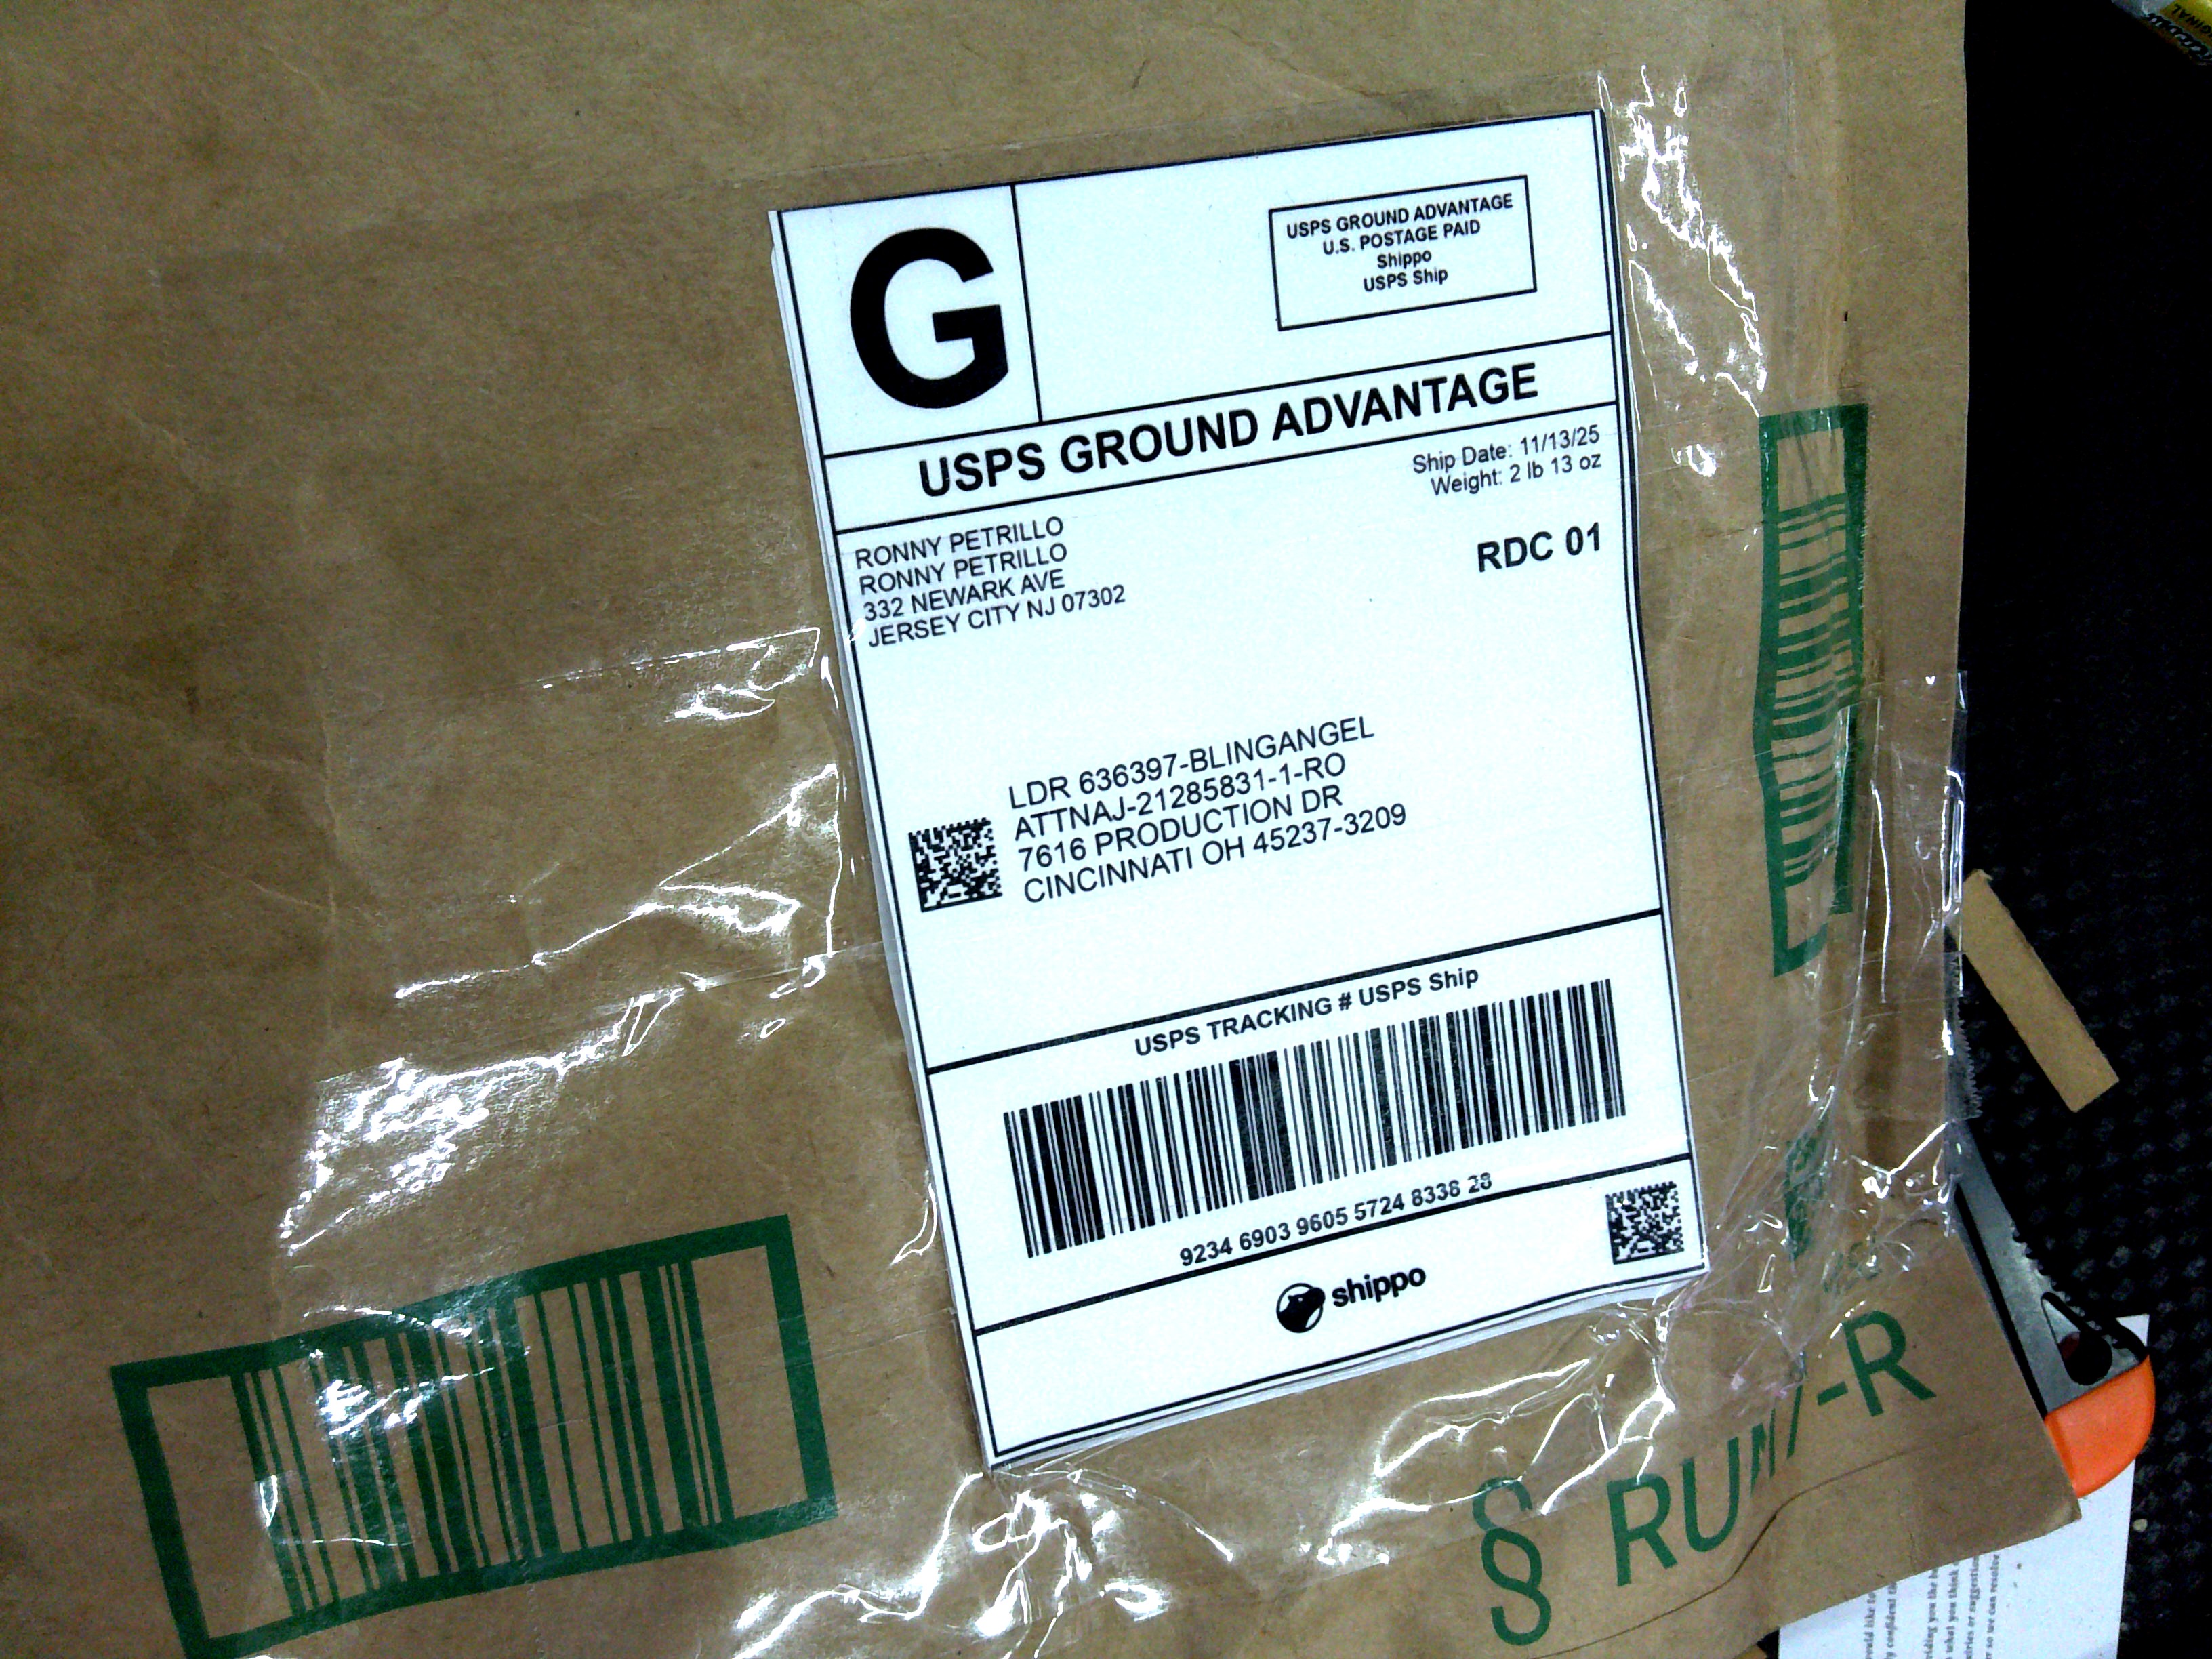 G
USPS GROUND ADVANTAGE
U.S. POSTAGE PAID
Shippo
USPS Ship
USPS GROUND ADVANTAGE
Ship Date: 11/13/25
Weight: 2 lb 13 oz
RONNY PETRILLO
RONNY PETRILLO
332 NEWARK AVE
JERSEY CITY NJ 07302
RDC 01
LDR 636397-BLINGANGEL
ATTNAJ-21285831-1-RO
7616 PRODUCTION DR
CINCINNATI OH 45237-3209
USPS TRACKING # USPS Ship
9234 6903 9605 5724 8338 28
shippo